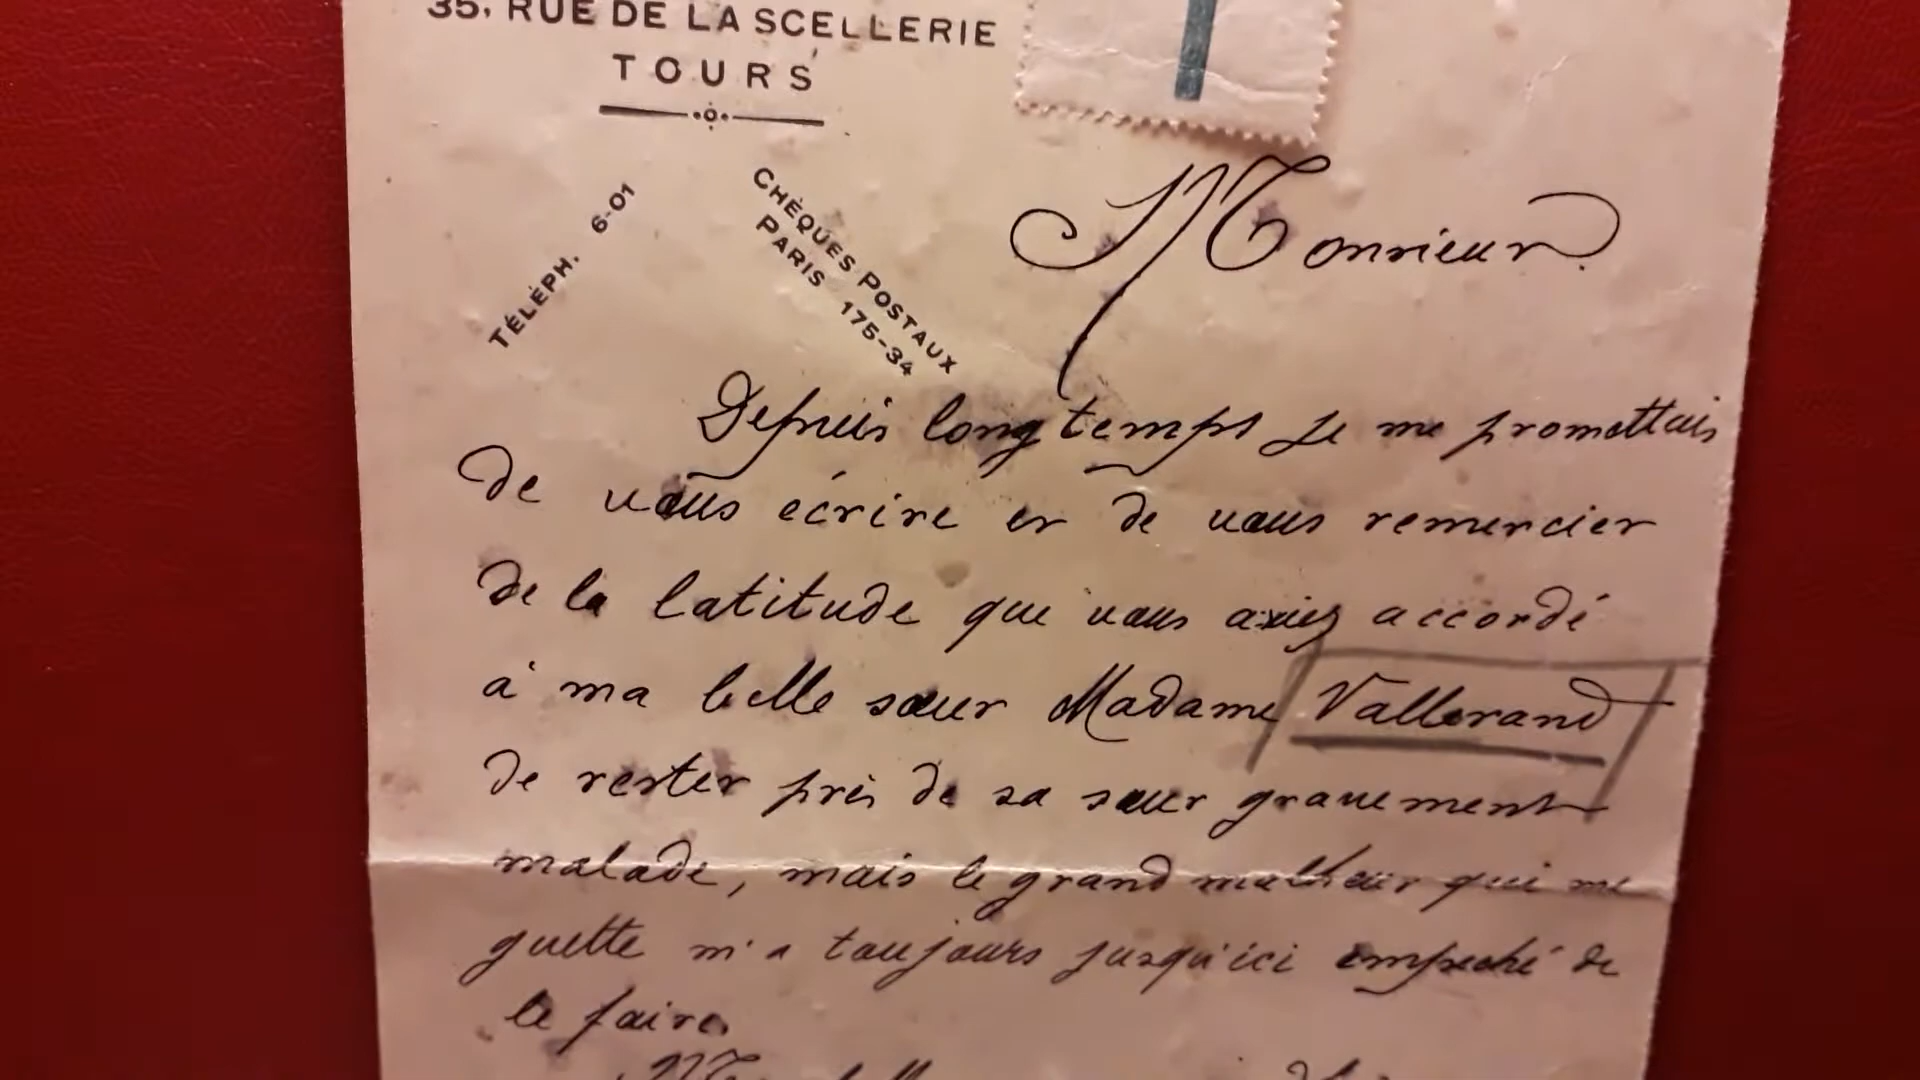 35, RUE DE LA SCELLERIE
TOURS
TÉLÉPH. 6-01
CHÈQUES POSTAUX
PARIS 175-34
Monsieur.
Depuis longtemps je me promettais
de vous écrire et de vous remercier
de la latitude que vous aviez accordé
à ma belle sœur Madame Vallerand
de rester près de sa sœur gravement
malade, mais le grand malheur qui me
guette m'a toujours jusqu'ici empeché de
le faire.